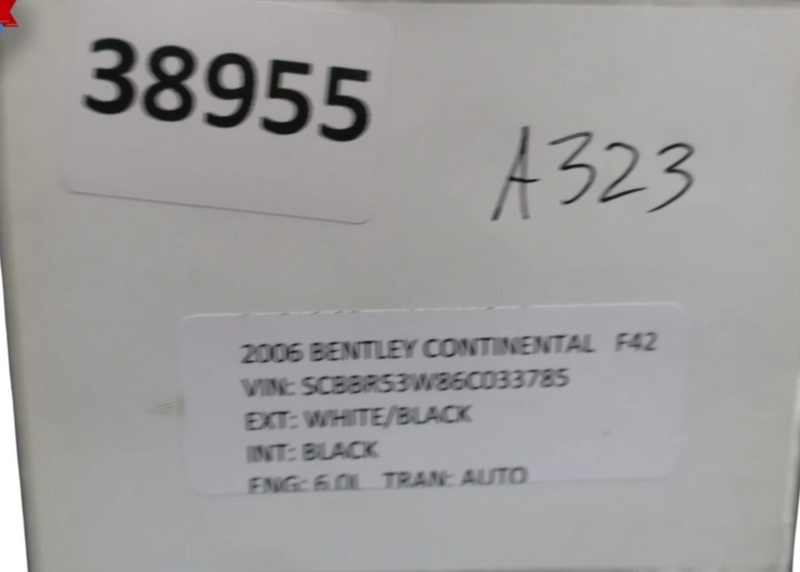 38955
A323
2006 BENTLEY CONTINENTAL F42
VIN: SCBBR53W86C033785
EXT: WHITE/BLACK
INT: BLACK
ENG: 6.0L TRAN: AUTO